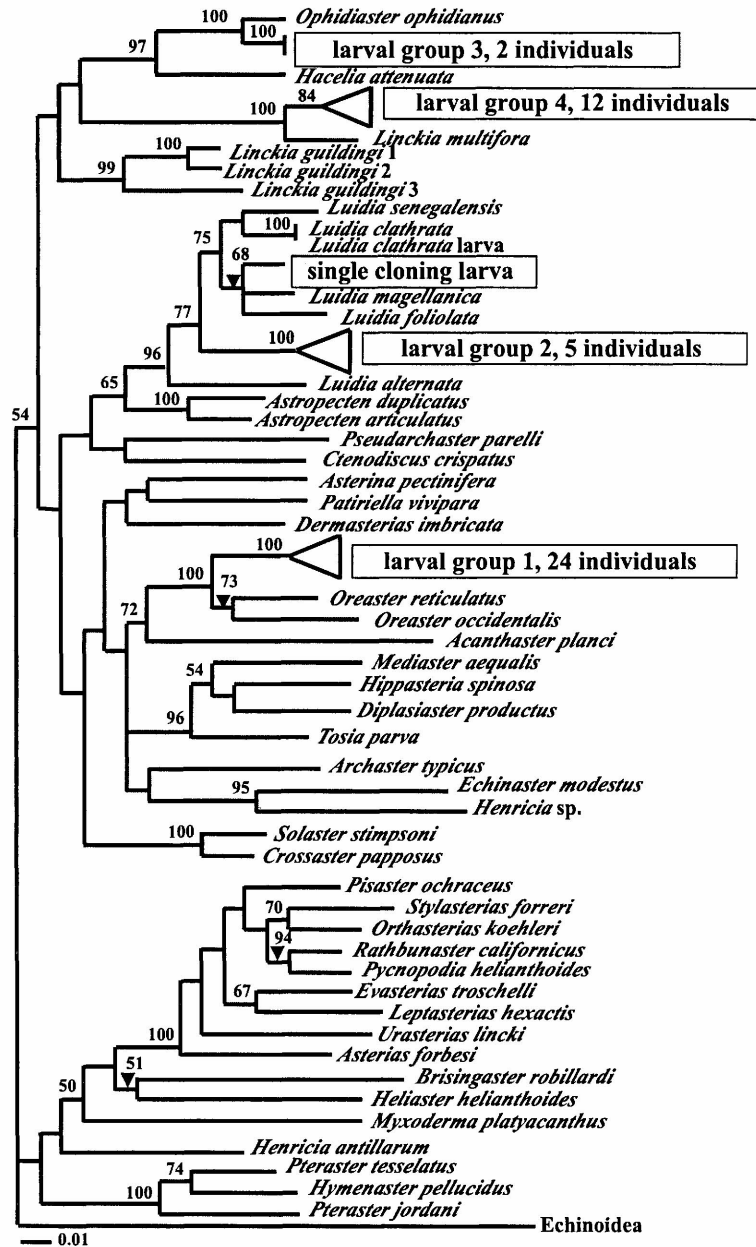 Ophidiaster ophidianus
100
100
larval group 3, 2 individuals
97
Hacelia attenuata
84
larval group 4, 12 individuals
100
Linckia multifora
Linckia guildingi 1
100
Linckia guildingi 2
99
Linckia guildingi 3
Luidia senegalensis
100
Luidia clathrata
75
Luidia clathrata larva
68
single cloning larva
Luidia magellanica
77
Luidia foliolata
100
larval group 2, 5 individuals
96
Luidia alternata
65
100
Astropecten duplicatus
54
Astropecten articulatus
Pseudarchaster parelli
Ctenodiscus crispatus
Asterina pectinifera
Patiriella vivipara
Dermasterias imbricata
100
larval group 1, 24 individuals
100
73
Oreaster reticulatus
72
Oreaster occidentalis
Acanthaster planci
54
Mediaster aequalis
Hippasteria spinosa
96
Diplasiaster productus
Tosia parva
Archaster typicus
95
Echinaster modestus
Henricia sp.
100
Solaster stimpsoni
Crossaster papposus
Pisaster ochraceus
70
Stylasterias forreri
94
Orthasterias koehleri
Rathbunaster californicus
Pycnopodia helianthoides
67
Evasterias troschelli
Leptasterias hexactis
100
Urasterias lincki
Asterias forbesi
51
Brisingaster robillardi
50
Heliaster helianthoides
Myxoderma platyacanthus
Henricia antillarum
74
Pteraster tesselatus
100
Hymenaster pellucidus
Pteraster jordani
Echinoidea
0.01